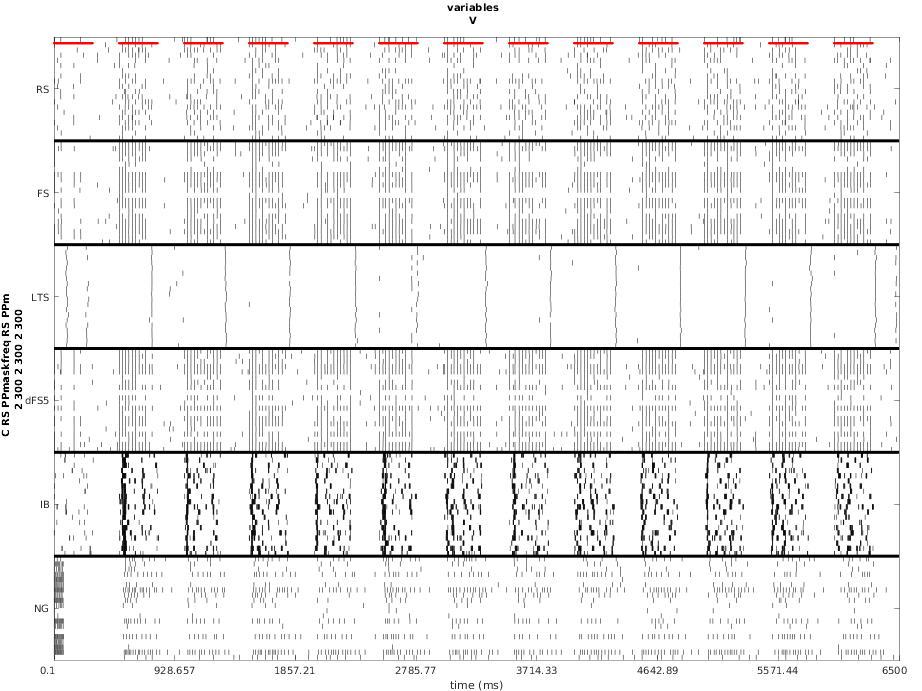 variables
V
RS
FS
LTS
dFS5
IB
NG
C RS PPmaskfreq RS PPm
2 300 2 300 2 300
0.1 928.657 1857.21 2785.77 3714.33 4642.89 5571.44 6500
time (ms)